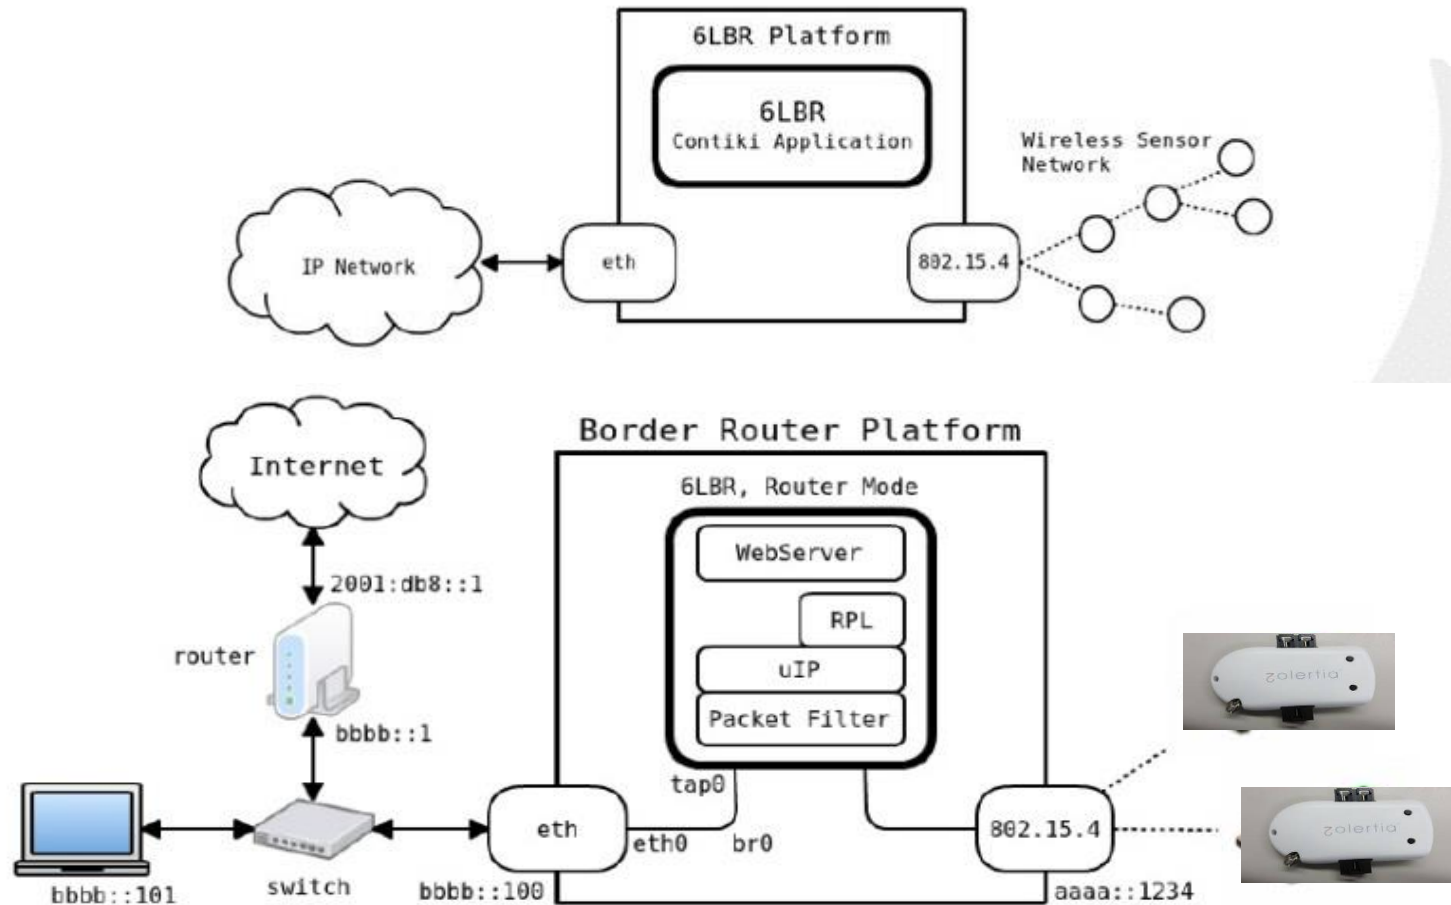 6LBR Platform
6LBR
Contiki Application
Wireless Sensor
Network
IP Network
eth
802.15.4
Internet
2001:db8::1
router
bbbb::1
bbbb::101
switch
bbbb::100
Border Router Platform
6LBR, Router Mode
WebServer
RPL
uIP
Packet Filter
tap0
eth
eth0
br0
802.15.4
aaaa::1234
zolertia
zolertia